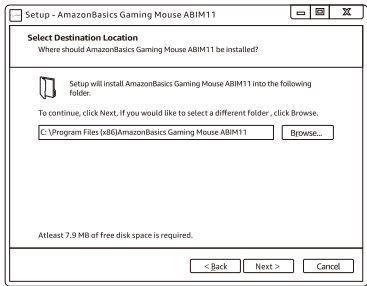 Setup - AmazonBasics Gaming Mouse ABIM11
Select Destination Location
Where should AmazonBasics Gaming Mouse ABIM11 be installed?
Setup will install AmazonBasics Gaming Mouse ABIM11 into the following
folder.
To continue, click Next, If you would like to select a different folder , click Browse.
C: \Program Files (x86)AmazonBasics Gaming Mouse ABIM11 Browse...
Atleast 7.9 MB of free disk space is required.
< Back Next > Cancel